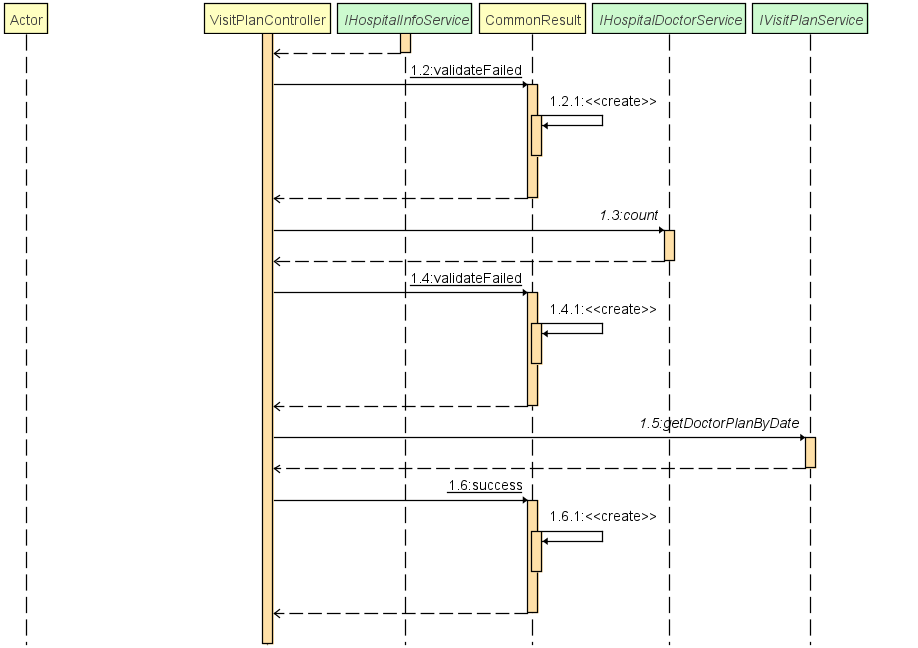 Actor
VisitPlanController
IHospitalInfoService
CommonResult
IHospitalDoctorService
IVisitPlanService
1.2:validateFailed
1.2.1:<<create>>
1.3:count
1.4:validateFailed
1.4.1:<<create>>
1.5:getDoctorPlanByDate
1.6:success
1.6.1:<<create>>